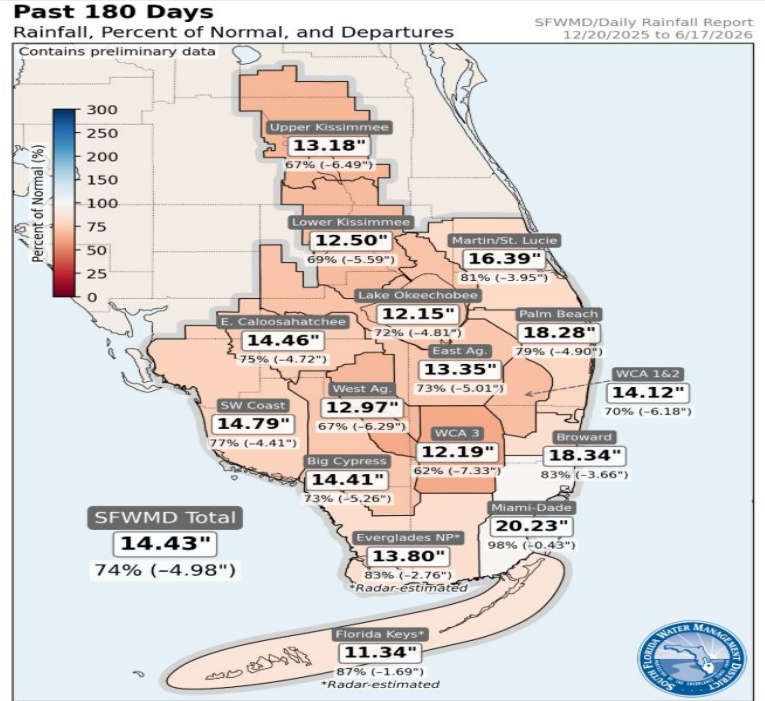 Past 180 Days
Rainfall, Percent of Normal, and Departures
SFWMD/Daily Rainfall Report
12/20/2025 to 6/17/2026
Contains preliminary data
300
250
200
150
100
75
50
25
0
Percent of Normal (%)
Upper Kissimmee
13.18"
67% (–6.49")
Lower Kissimmee
12.50"
69% (–5.59")
Martin/St. Lucie
16.39"
81% (–3.95")
Lake Okeechobee
12.15"
72% (–4.81")
Palm Beach
18.28"
79% (–4.90")
E. Caloosahatchee
14.46"
75% (–4.72")
East Ag.
13.35"
73% (–5.01")
WCA 1&2
14.12"
70% (–6.18")
West Ag.
12.97"
67% (–6.29")
SW Coast
14.79"
77% (–4.41")
WCA 3
12.19"
62% (–7.33")
Broward
18.34"
83% (–3.66")
Big Cypress
14.41"
73% (–5.26")
SFWMD Total
14.43"
74% (–4.98")
Miami-Dade
20.23"
98% (–0.43")
Everglades NP*
13.80"
83% (–2.76")
*Radar-estimated
Florida Keys*
11.34"
87% (–1.69")
*Radar-estimated
SOUTH FLORIDA WATER MANAGEMENT DISTRICT